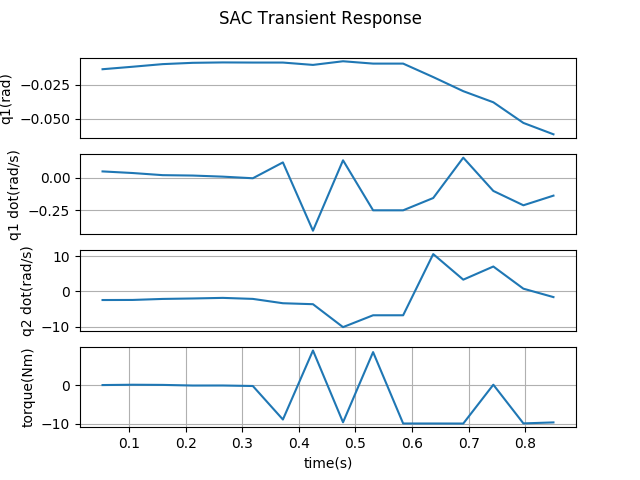 SAC Transient Response
q1(rad)
−0.025
−0.050
q1 dot(rad/s)
0.00
−0.25
q2 dot(rad/s)
10
0
−10
torque(Nm)
0
−10
0.1 0.2 0.3 0.4 0.5 0.6 0.7 0.8
time(s)